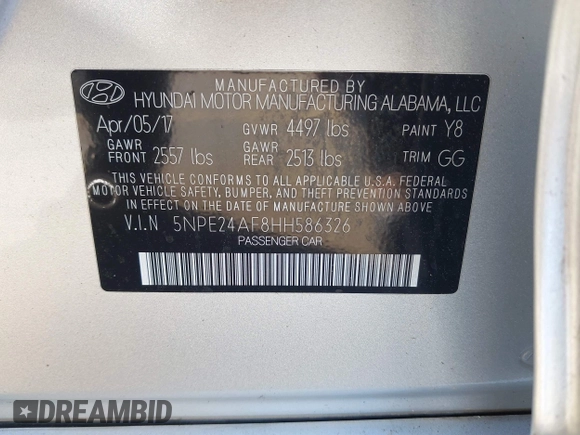 MANUFACTURED BY
HYUNDAI MOTOR MANUFACTURING ALABAMA, LLC
Apr/05/17 GVWR 4497 lbs PAINT Y8
GAWR FRONT 2557 lbs GAWR REAR 2513 lbs TRIM GG
THIS VEHICLE CONFORMS TO ALL APPLICABLE U.S.A. FEDERAL
MOTOR VEHICLE SAFETY, BUMPER, AND THEFT PREVENTION STANDARDS
IN EFFECT ON THE DATE OF MANUFACTURE SHOWN ABOVE.
V.I.N 5NPE24AF8HH586326
PASSENGER CAR
DREAMBID